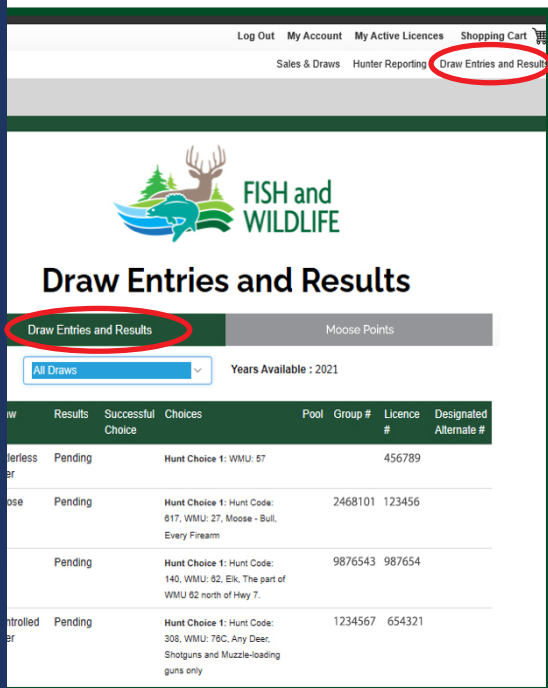 Log Out My Account My Active Licences Shopping Cart
Sales & Draws Hunter Reporting Draw Entries and Results
FISH and
WILDLIFE
Draw Entries and Results
Draw Entries and Results Moose Points
All Draws Years Available : 2021
Results Successful Choices Pool Group # Licence Designated
Choice # Alternate #
Pending Hunt Choice 1: WMU: 57 456789
Pending Hunt Choice 1: Hunt Code: 2468101 123456
617, WMU: 27, Moose - Bull,
Every Firearm
Pending Hunt Choice 1: Hunt Code: 9876543 987654
140, WMU: 62, Elk, The part of
WMU 62 north of Hwy 7.
Pending Hunt Choice 1: Hunt Code: 1234567 654321
308, WMU: 76C, Any Deer,
Shotguns and Muzzle-loading
guns only